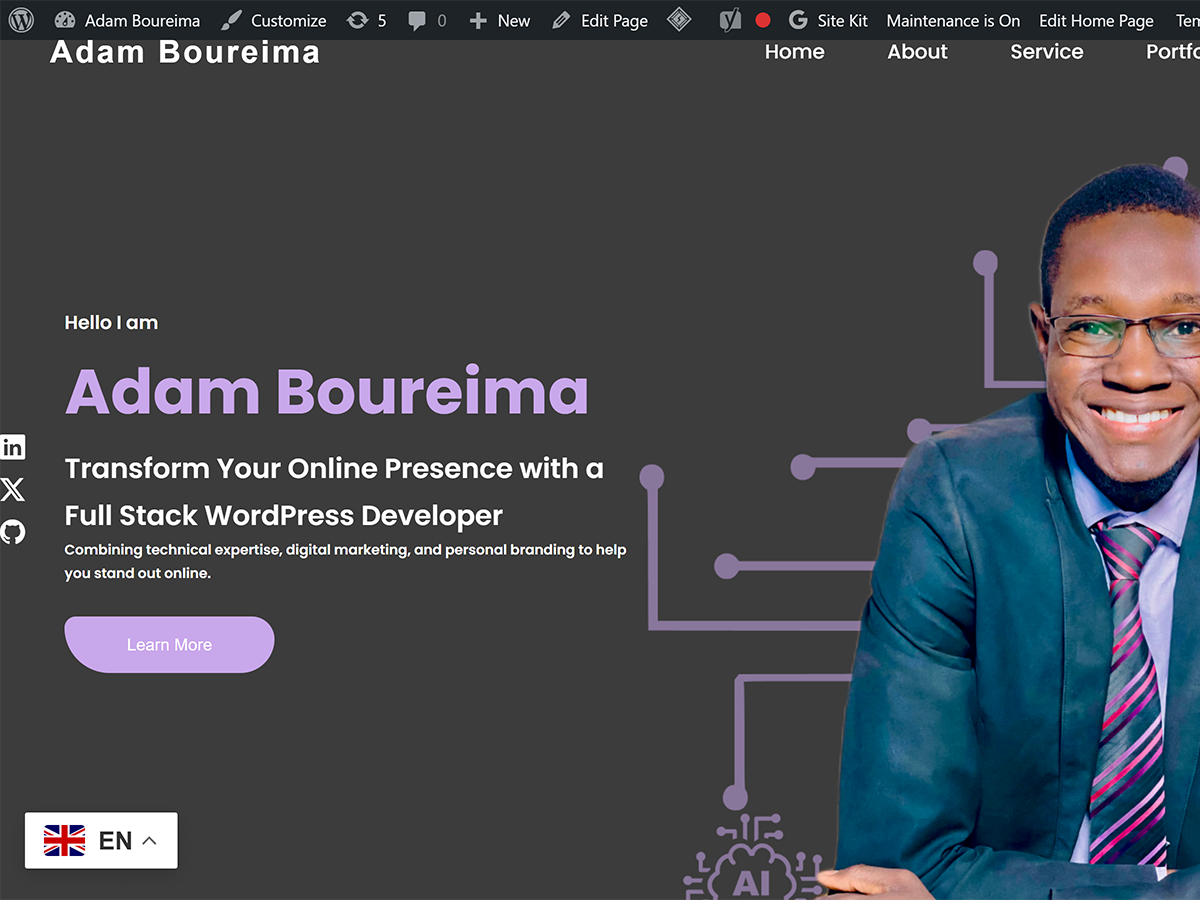 Adam Boureima Customize 5 0 New Edit Page Site Kit Maintenance is On Edit Home Page Tem
Adam Boureima
Home About Service Portfo
Hello I am
Adam Boureima
in
X
Transform Your Online Presence with a
Full Stack WordPress Developer
Combining technical expertise, digital marketing, and personal branding to help
you stand out online.
Learn More
EN
AI